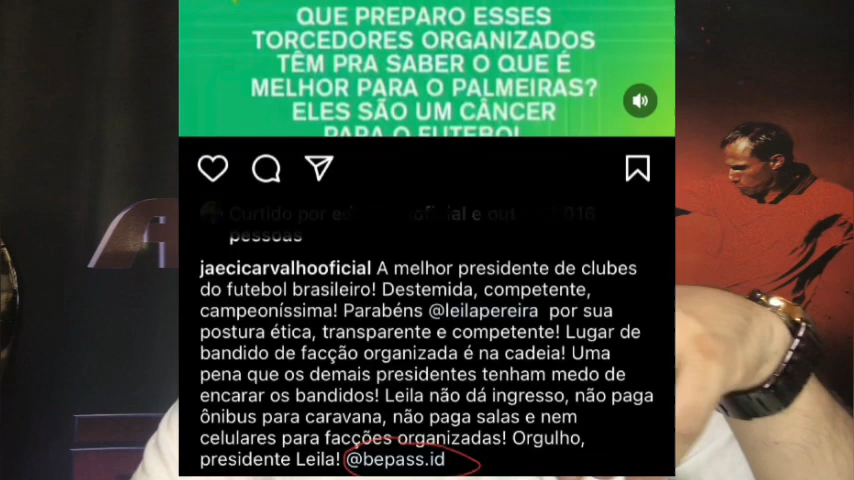 QUE PREPARO ESSES
TORCEDORES ORGANIZADOS
TÊM PRA SABER O QUE É
MELHOR PARA O PALMEIRAS?
ELES SÃO UM CÂNCER
PARA O FUTEBOL
Curtido por
pessoas
jaecicarvalhooficial A melhor presidente de clubes
do futebol brasileiro! Destemida, competente,
campeoníssima! Parabéns @leilapereira por sua
postura ética, transparente e competente! Lugar de
bandido de facção organizada é na cadeia! Uma
pena que os demais presidentes tenham medo de
encarar os bandidos! Leila não dá ingresso, não paga
ônibus para caravana, não paga salas e nem
celulares para facções organizadas! Orgulho,
presidente Leila! @bepass.id